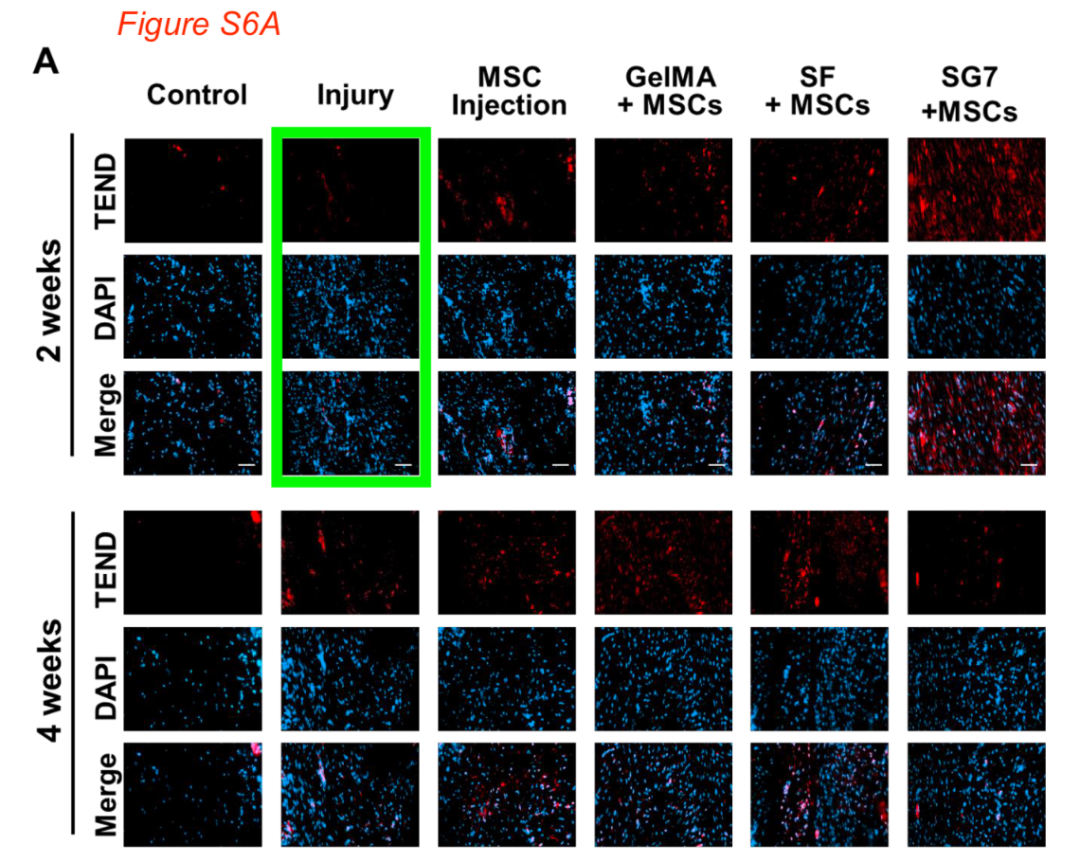 Figure S6A
A
Control
Injury
MSC
Injection
GelMA
+ MSCs
SF
+ MSCs
SG7
+MSCs
2 weeks
TEND
DAPI
Merge
4 weeks
TEND
DAPI
Merge